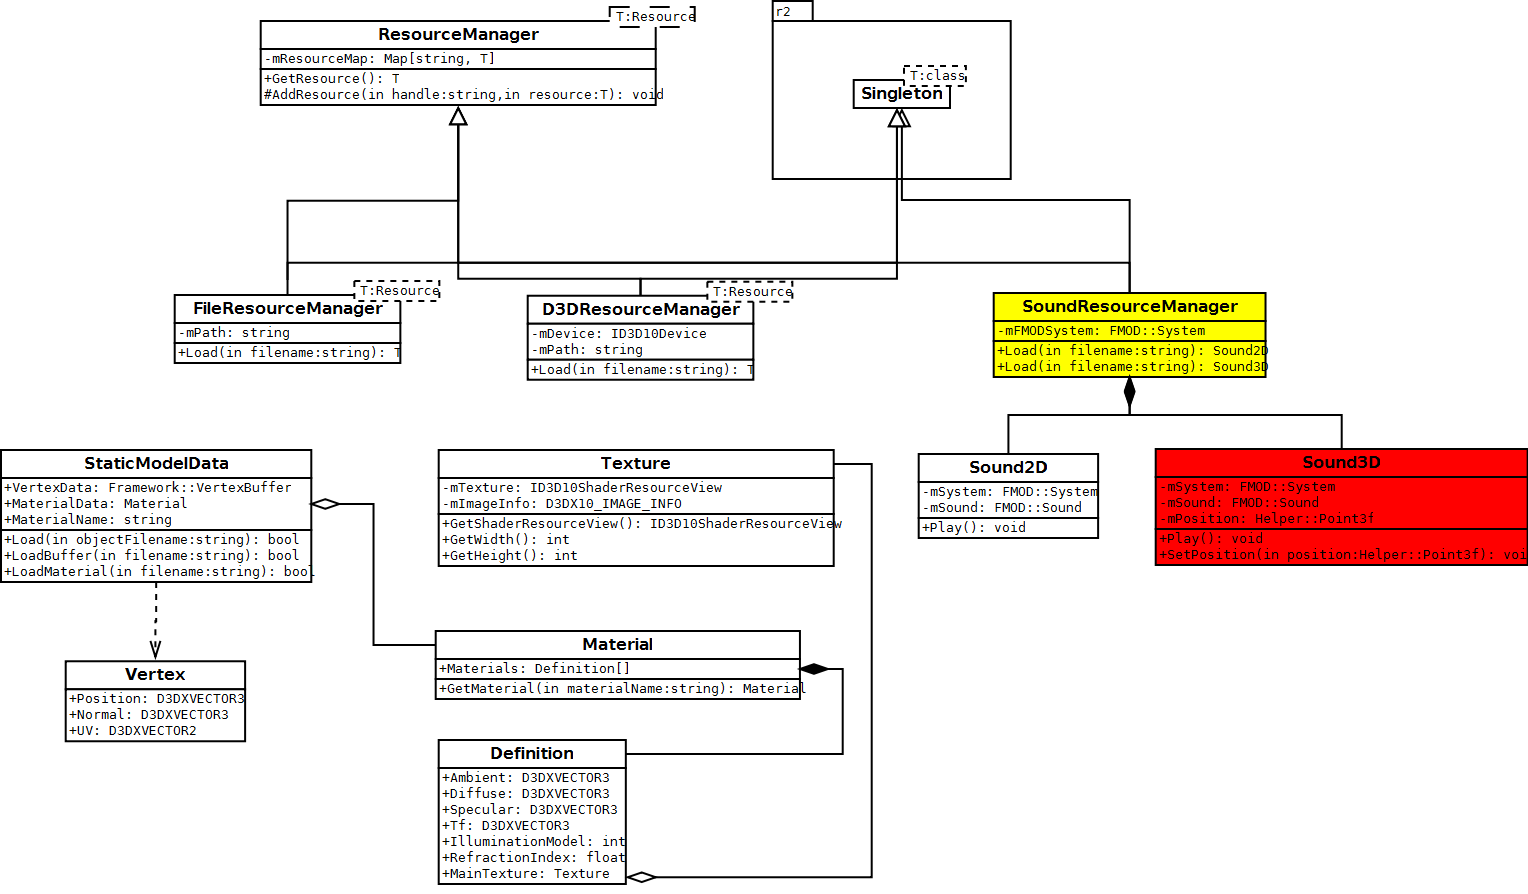 T:Resource
ResourceManager
-mResourceMap: Map[string, T]
+GetResource(): T
#AddResource(in handle:string,in resource:T): void
r2
T:class
Singleton
T:Resource
FileResourceManager
-mPath: string
+Load(in filename:string): T
T:Resource
D3DResourceManager
-mDevice: ID3D10Device
-mPath: string
+Load(in filename:string): T
SoundResourceManager
-mFMODSystem: FMOD::System
+Load(in filename:string): Sound2D
+Load(in filename:string): Sound3D
StaticModelData
+VertexData: Framework::VertexBuffer
+MaterialData: Material
+MaterialName: string
+Load(in objectFilename:string): bool
+LoadBuffer(in filename:string): bool
+LoadMaterial(in filename:string): bool
Texture
-mTexture: ID3D10ShaderResourceView
-mImageInfo: D3DX10_IMAGE_INFO
+GetShaderResourceView(): ID3D10ShaderResourceView
+GetWidth(): int
+GetHeight(): int
Sound2D
-mSystem: FMOD::System
-mSound: FMOD::Sound
+Play(): void
Sound3D
-mSystem: FMOD::System
-mSound: FMOD::Sound
-mPosition: Helper::Point3f
+Play(): void
+SetPosition(in position:Helper::Point3f): voi
Vertex
+Position: D3DXVECTOR3
+Normal: D3DXVECTOR3
+UV: D3DXVECTOR2
Material
+Materials: Definition[]
+GetMaterial(in materialName:string): Material
Definition
+Ambient: D3DXVECTOR3
+Diffuse: D3DXVECTOR3
+Specular: D3DXVECTOR3
+Tf: D3DXVECTOR3
+IlluminationModel: int
+RefractionIndex: float
+MainTexture: Texture